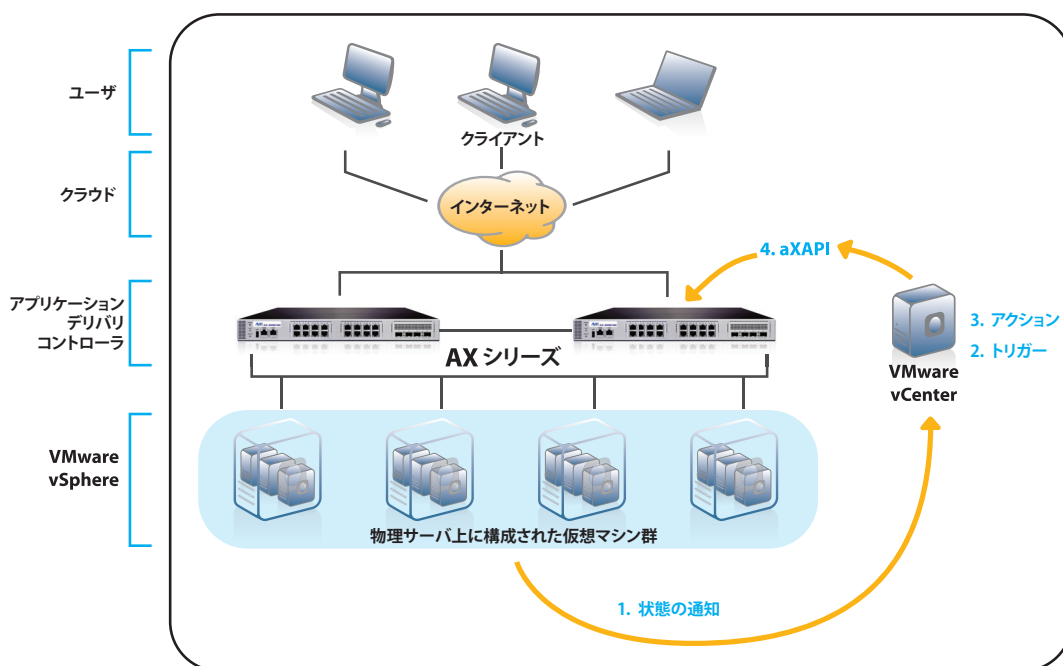 ユーザ
クライアント
クラウド
インターネット
4. aXAPI
アプリケーション
デリバリ
コントローラ
AX シリーズ
3. アクション
2. トリガー
VMware
vCenter
VMware
vSphere
物理サーバ上に構成された仮想マシン群
1. 状態の通知